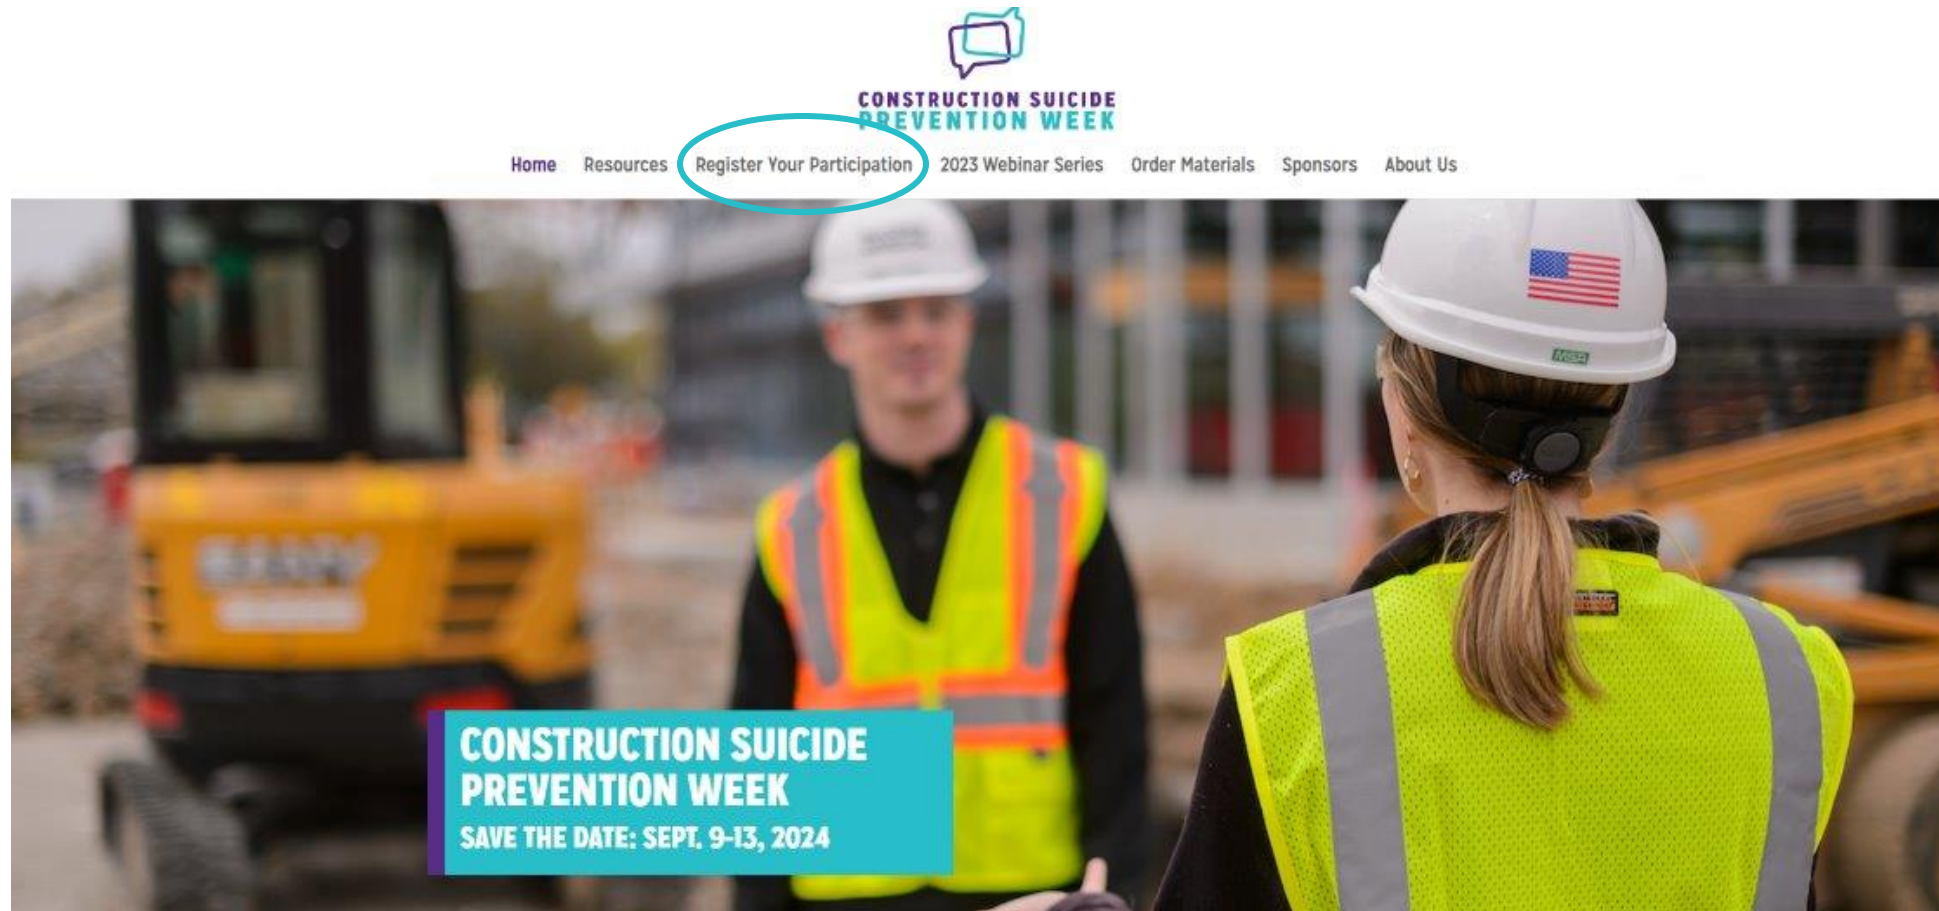 CONSTRUCTION SUICIDE
PREVENTION WEEK
Home Resources Register Your Participation 2023 Webinar Series Order Materials Sponsors About Us
MSA
CONSTRUCTION SUICIDE
PREVENTION WEEK
SAVE THE DATE: SEPT. 9-13, 2024